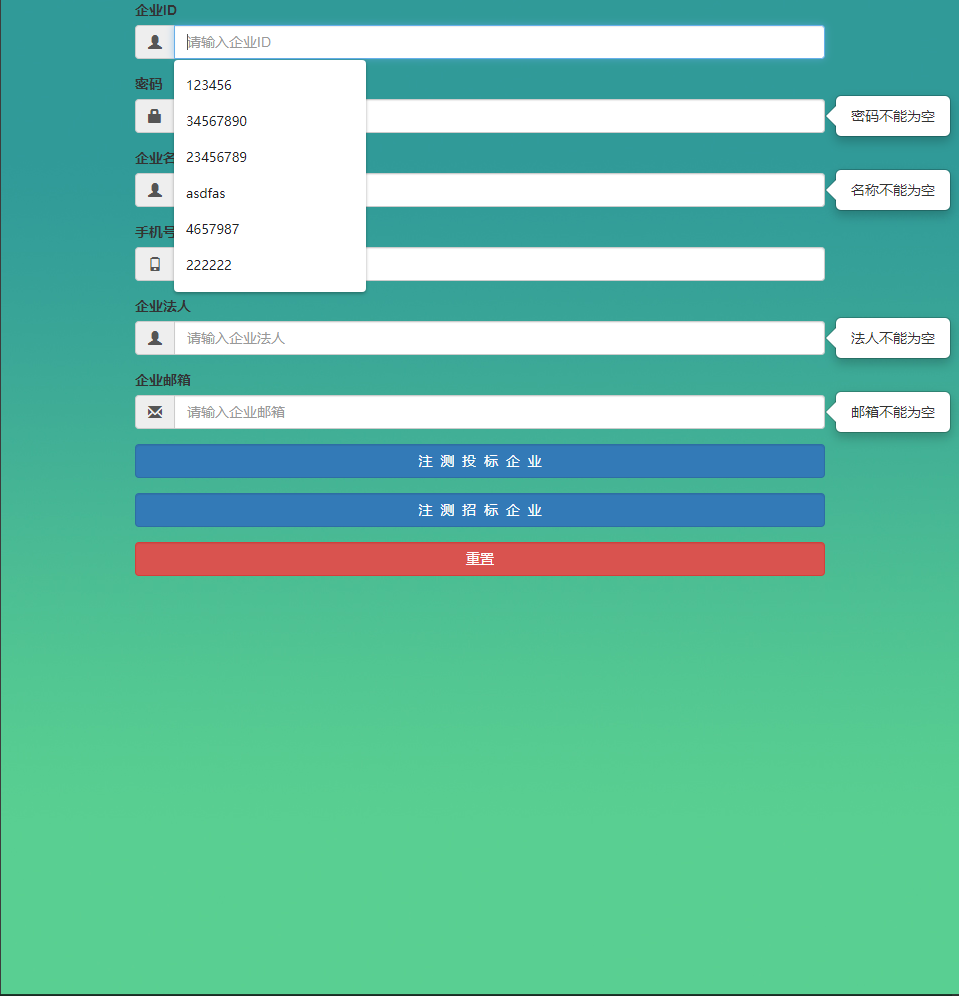 企业ID
请输入企业ID
123456
密码
34567890
密码不能为空
23456789
企业名
asdfas
名称不能为空
4657987
手机号
222222
企业法人
请输入企业法人
法人不能为空
企业邮箱
请输入企业邮箱
邮箱不能为空
注 测 投 标 企 业
注 测 招 标 企 业
重置